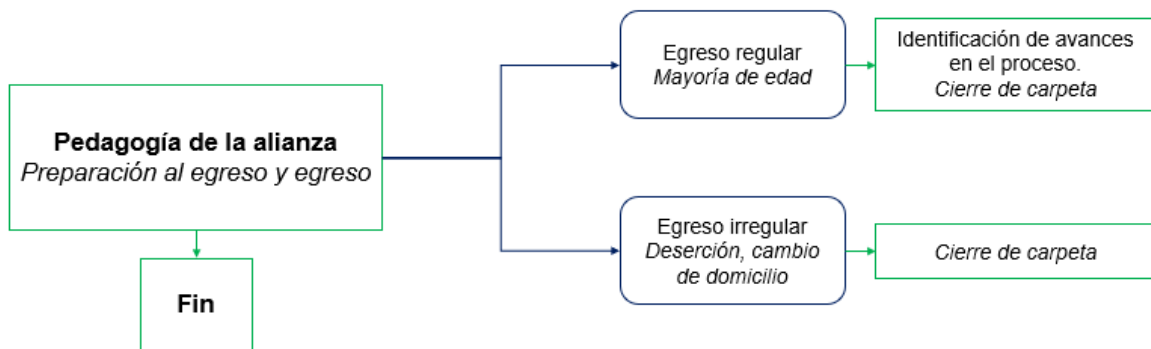 Pedagogía de la alianza
Preparación al egreso y egreso
Fin
Egreso regular
Mayoría de edad
Identificación de avances
en el proceso.
Cierre de carpeta
Egreso irregular
Deserción, cambio
de domicilio
Cierre de carpeta